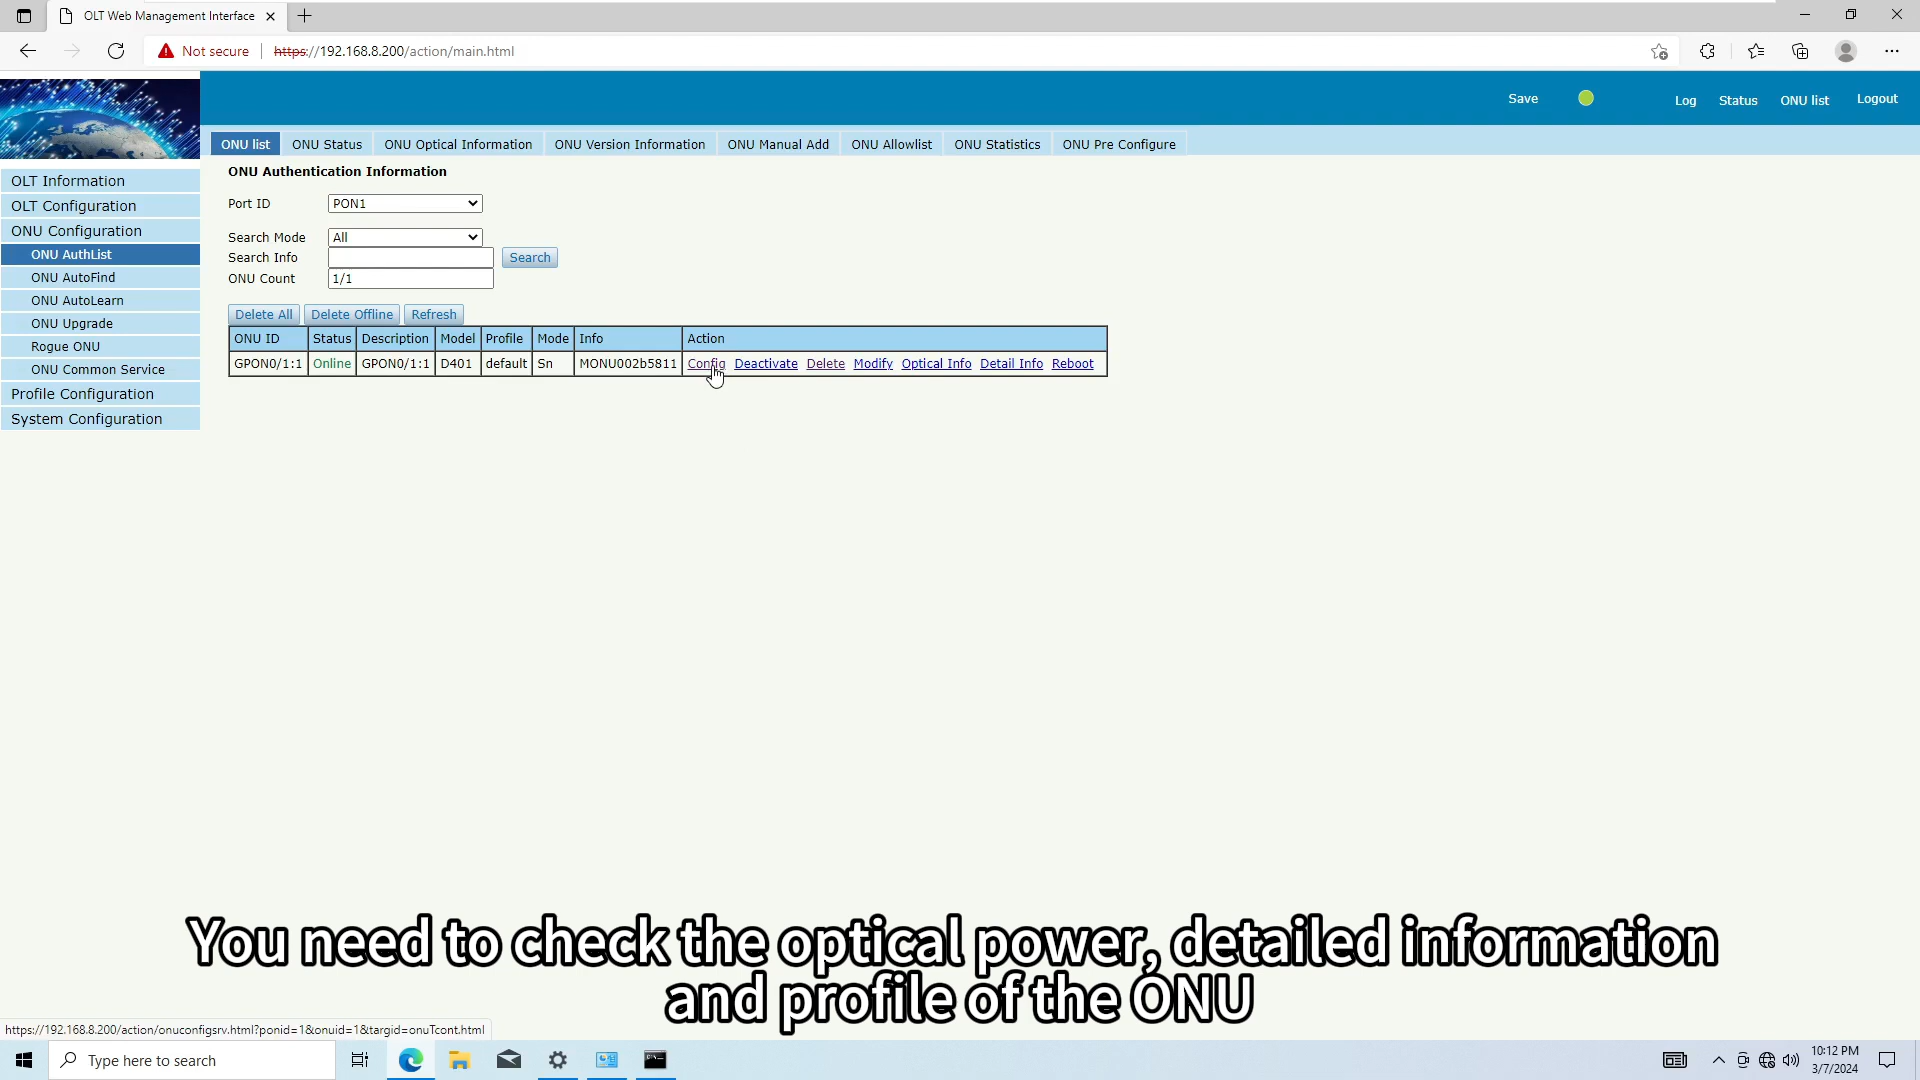 OLT Web Management Interface
Not secure
https://192.168.8.200/action/main.html
Save
Log
Status
ONU list
Logout
ONU list
ONU Status
ONU Optical Information
ONU Version Information
ONU Manual Add
ONU Allowlist
ONU Statistics
ONU Pre Configure
OLT Information
OLT Configuration
ONU Configuration
ONU AuthList
ONU AutoFind
ONU AutoLearn
ONU Upgrade
Rogue ONU
ONU Common Service
Profile Configuration
System Configuration
ONU Authentication Information
Port ID PON1
Search Mode All
Search Info Search
ONU Count 1/1
Delete All Delete Offline Refresh
ONU ID Status Description Model Profile Mode Info Action
GPON0/1:1 Online GPON0/1:1 D401 default Sn MONU002b5811 Config Deactivate Delete Modify Optical Info Detail Info Reboot
You need to check the optical power, detailed information
and profile of the ONU
https://192.168.8.200/action/onuconfigsrv.html?ponid=1&onuid=1&targid=onuTcont.html
Type here to search
10:12 PM
3/7/2024